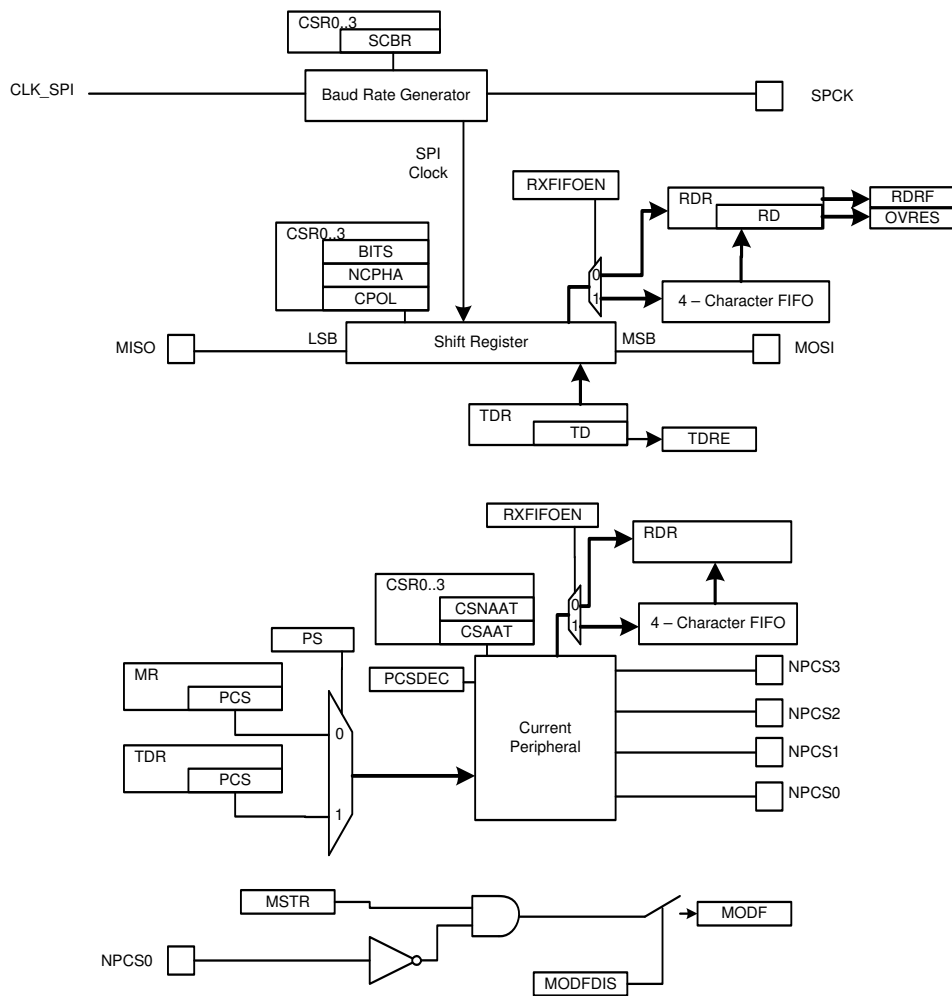 CSR0..3
SCBR
CLK_SPI
Baud Rate Generator
SPCK
SPI
Clock
RXFIFOEN
RDR
RD
RDRF
OVRES
CSR0..3
BITS
NCPHA
CPOL
0
1
4 – Character FIFO
MISO
LSB
Shift Register
MSB
MOSI
TDR
TD
TDRE
RXFIFOEN
RDR
CSR0..3
CSNAAT
CSAAT
0
1
4 – Character FIFO
PS
MR
PCS
PCSDEC
NPCS3
0
Current
Peripheral
NPCS2
TDR
PCS
NPCS1
1
NPCS0
MSTR
MODF
NPCS0
MODFDIS